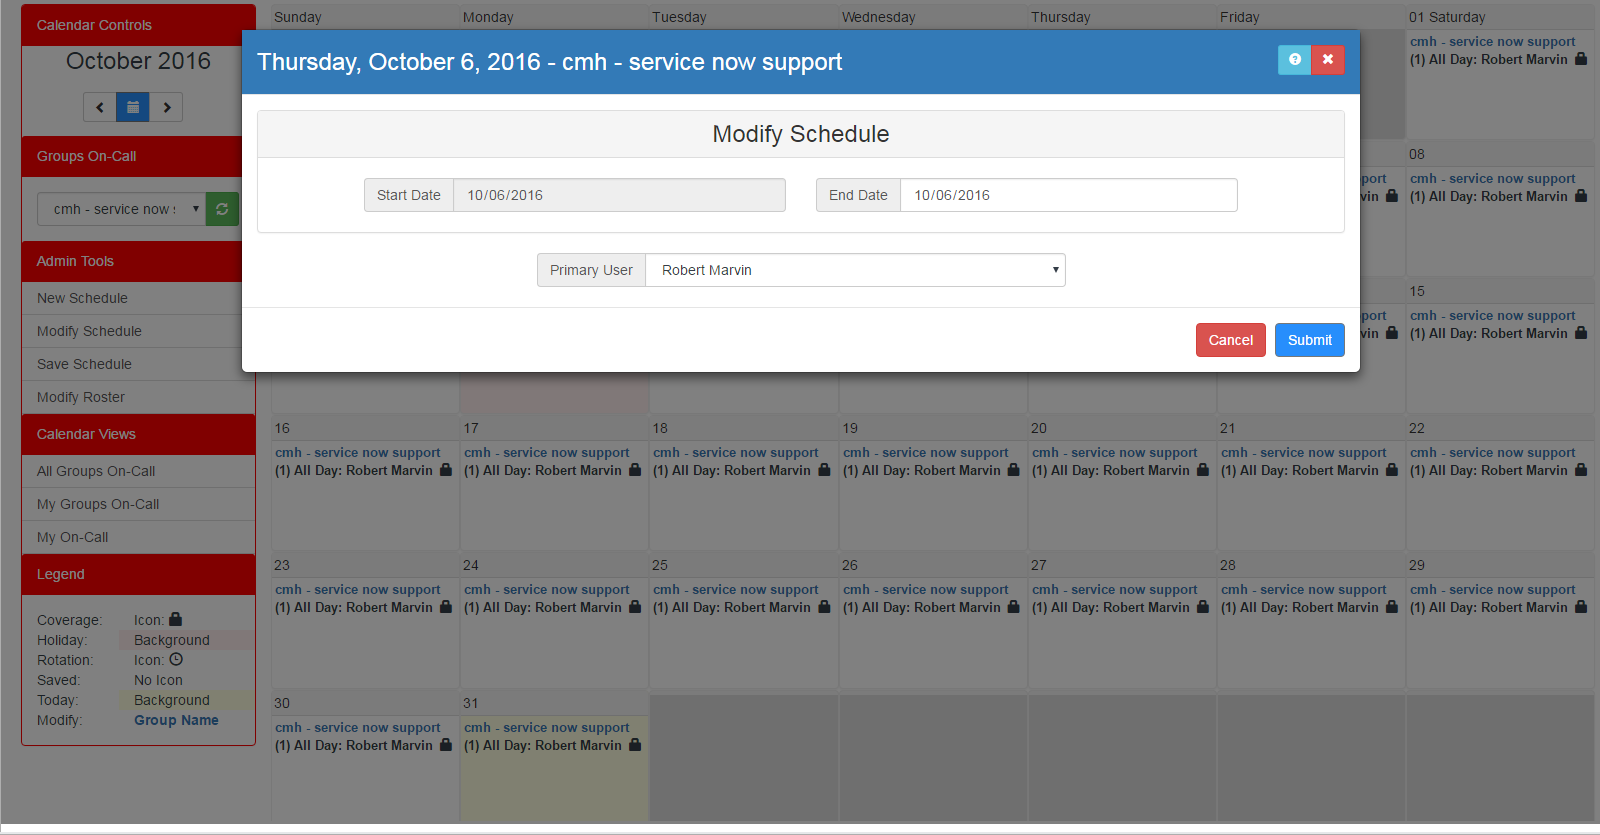 Calendar Controls
October 2016
Groups On-Call
cmh - service now
Admin Tools
New Schedule
Modify Schedule
Save Schedule
Modify Roster
Calendar Views
All Groups On-Call
My Groups On-Call
My On-Call
Legend
Coverage: Icon:
Holiday: Background
Rotation: Icon:
Saved: No Icon
Today: Background
Modify: Group Name
Sunday Monday Tuesday Wednesday Thursday Friday 01 Saturday
cmh - service now support
(1) All Day: Robert Marvin
Thursday, October 6, 2016 - cmh - service now support
Modify Schedule
Start Date 10/06/2016 End Date 10/06/2016
Primary User Robert Marvin
Cancel Submit
08
port cmh - service now support
vin (1) All Day: Robert Marvin
15
port cmh - service now support
vin (1) All Day: Robert Marvin
16 17 18 19 20 21 22
cmh - service now support cmh - service now support cmh - service now support cmh - service now support cmh - service now support cmh - service now support cmh - service now support
(1) All Day: Robert Marvin (1) All Day: Robert Marvin (1) All Day: Robert Marvin (1) All Day: Robert Marvin (1) All Day: Robert Marvin (1) All Day: Robert Marvin (1) All Day: Robert Marvin
23 24 25 26 27 28 29
cmh - service now support cmh - service now support cmh - service now support cmh - service now support cmh - service now support cmh - service now support cmh - service now support
(1) All Day: Robert Marvin (1) All Day: Robert Marvin (1) All Day: Robert Marvin (1) All Day: Robert Marvin (1) All Day: Robert Marvin (1) All Day: Robert Marvin (1) All Day: Robert Marvin
30 31
cmh - service now support cmh - service now support
(1) All Day: Robert Marvin (1) All Day: Robert Marvin